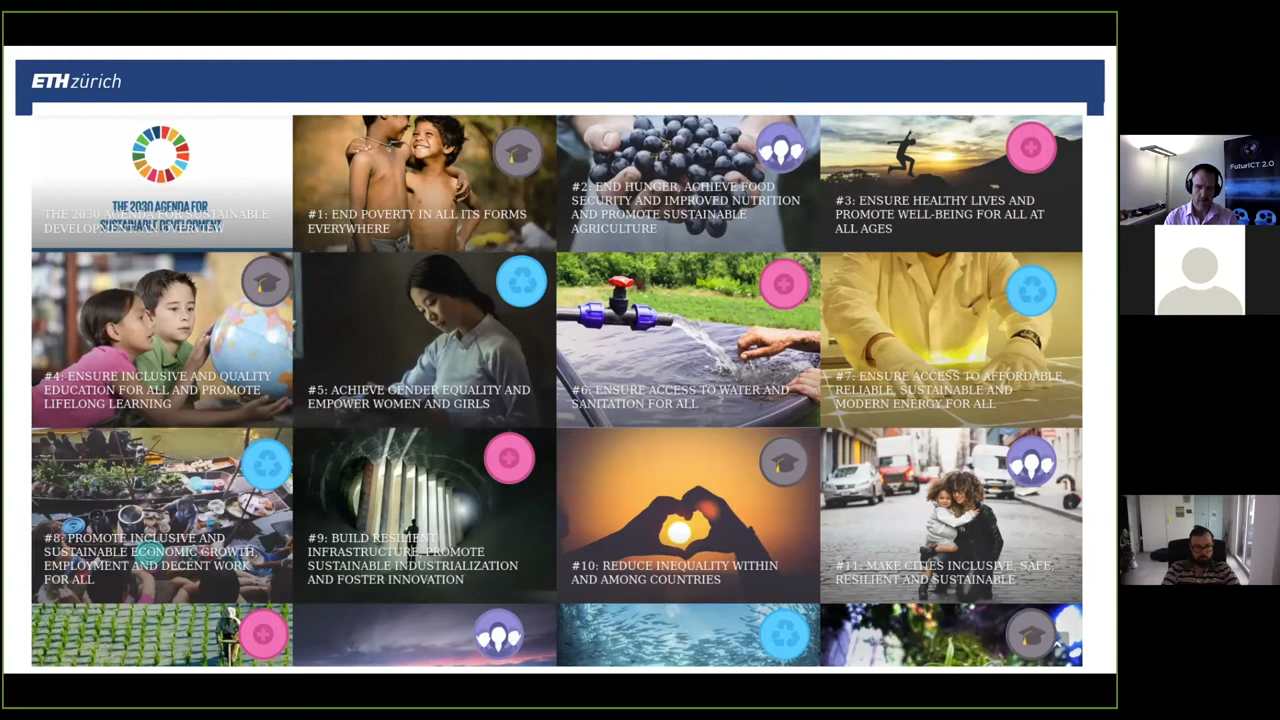 ETH zürich
THE 2030 AGENDA FOR
SUSTAINABLE DEVELOPMENT
THE 2030 AGENDA FOR SUSTAINABLE
DEVELOPMENT: AN OVERVIEW
#1: END POVERTY IN ALL ITS FORMS
EVERYWHERE
#2: END HUNGER, ACHIEVE FOOD
SECURITY AND IMPROVED NUTRITION
AND PROMOTE SUSTAINABLE
AGRICULTURE
#3: ENSURE HEALTHY LIVES AND
PROMOTE WELL-BEING FOR ALL AT
ALL AGES
#4: ENSURE INCLUSIVE AND QUALITY
EDUCATION FOR ALL AND PROMOTE
LIFELONG LEARNING
#5: ACHIEVE GENDER EQUALITY AND
EMPOWER WOMEN AND GIRLS
#6: ENSURE ACCESS TO WATER AND
SANITATION FOR ALL
#7: ENSURE ACCESS TO AFFORDABLE,
RELIABLE, SUSTAINABLE AND
MODERN ENERGY FOR ALL
#8: PROMOTE INCLUSIVE AND
SUSTAINABLE ECONOMIC GROWTH,
EMPLOYMENT AND DECENT WORK
FOR ALL
#9: BUILD RESILIENT
INFRASTRUCTURE, PROMOTE
SUSTAINABLE INDUSTRIALIZATION
AND FOSTER INNOVATION
#10: REDUCE INEQUALITY WITHIN
AND AMONG COUNTRIES
#11: MAKE CITIES INCLUSIVE, SAFE,
RESILIENT AND SUSTAINABLE
FuturICT 2.0